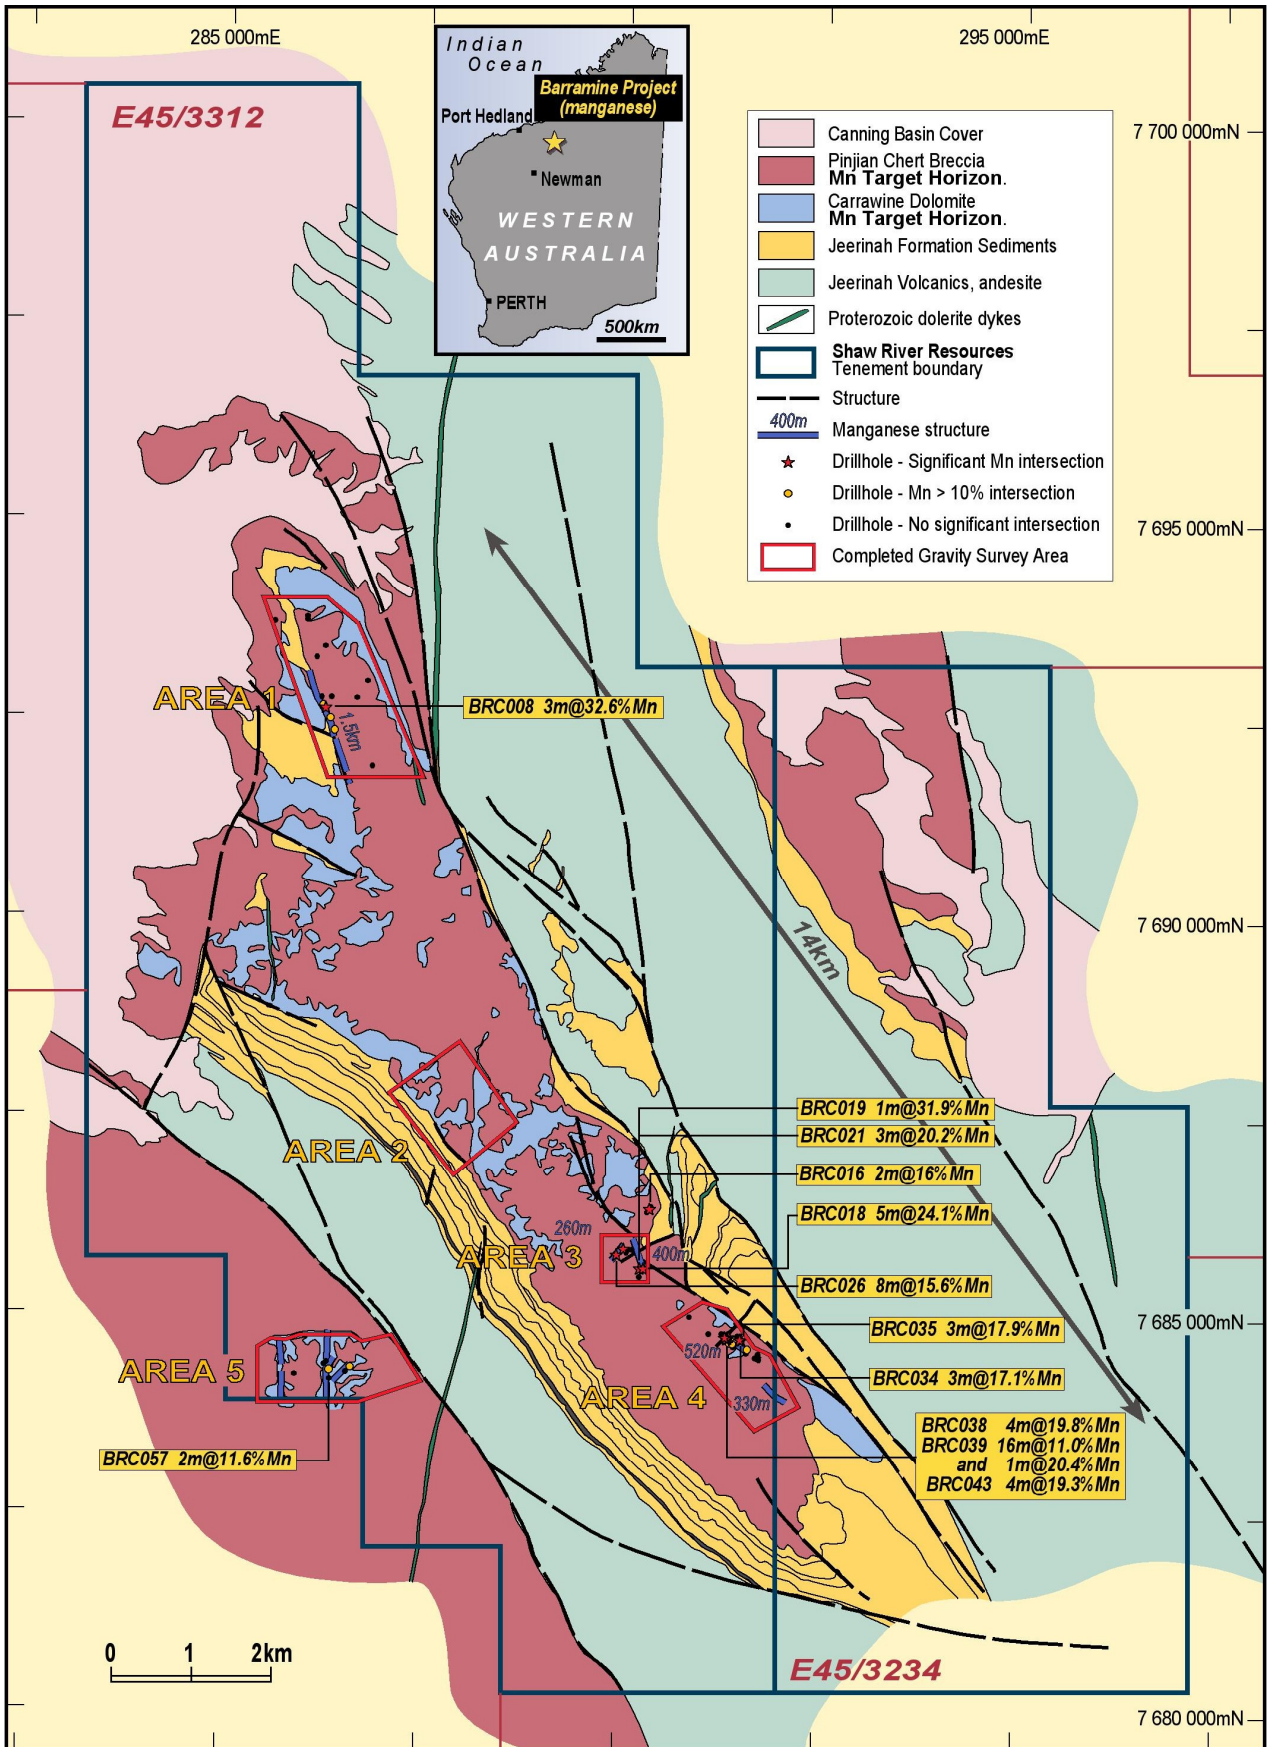 285 000mE
295 000mE
E45/3312
Indian
Ocean
Barramine Project
(manganese)
Port Hedland
Newman
WESTERN
AUSTRALIA
PERTH
500km
7 700 000mN
Canning Basin Cover
Pinjian Chert Breccia
Mn Target Horizon.
Carrawine Dolomite
Mn Target Horizon.
Jeerinah Formation Sediments
Jeerinah Volcanics, andesite
Proterozoic dolerite dykes
Shaw River Resources
Tenement boundary
Structure
400m
Manganese structure
Drillhole - Significant Mn intersection
Drillhole - Mn > 10% intersection
Drillhole - No significant intersection
Completed Gravity Survey Area
7 695 000mN
AREA 1
1.5km
BRC008 3m@32.6%Mn
14km
7 690 000mN
AREA 2
BRC019 1m@31.9%Mn
BRC021 3m@20.2%Mn
BRC016 2m@16%Mn
BRC018 5m@24.1%Mn
260m
AREA 3
400m
BRC026 8m@15.6%Mn
BRC035 3m@17.9%Mn
7 685 000mN
520m
AREA 5
BRC034 3m@17.1%Mn
AREA 4
330m
BRC038 4m@19.8%Mn
BRC039 16m@11.0%Mn
and 1m@20.4%Mn
BRC043 4m@19.3%Mn
BRC057 2m@11.6%Mn
0 1 2km
E45/3234
7 680 000mN